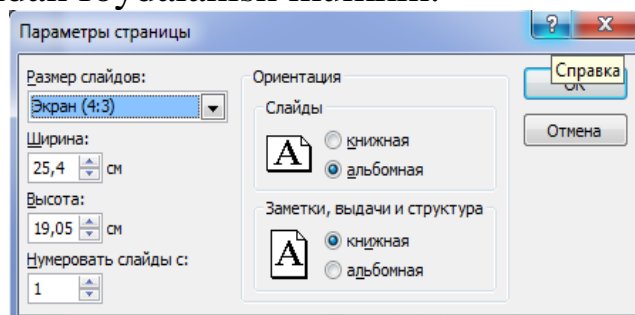 Параметры страницы
? X
Справка
Размер слайдов:
Экран (4:3)
Ширина:
25,4 см
Высота:
19,05 см
Нумеровать слайды с:
1
Ориентация
Слайды
A
книжная
альбомная
Заметки, выдачи и структура
A
книжная
альбомная
Отмена